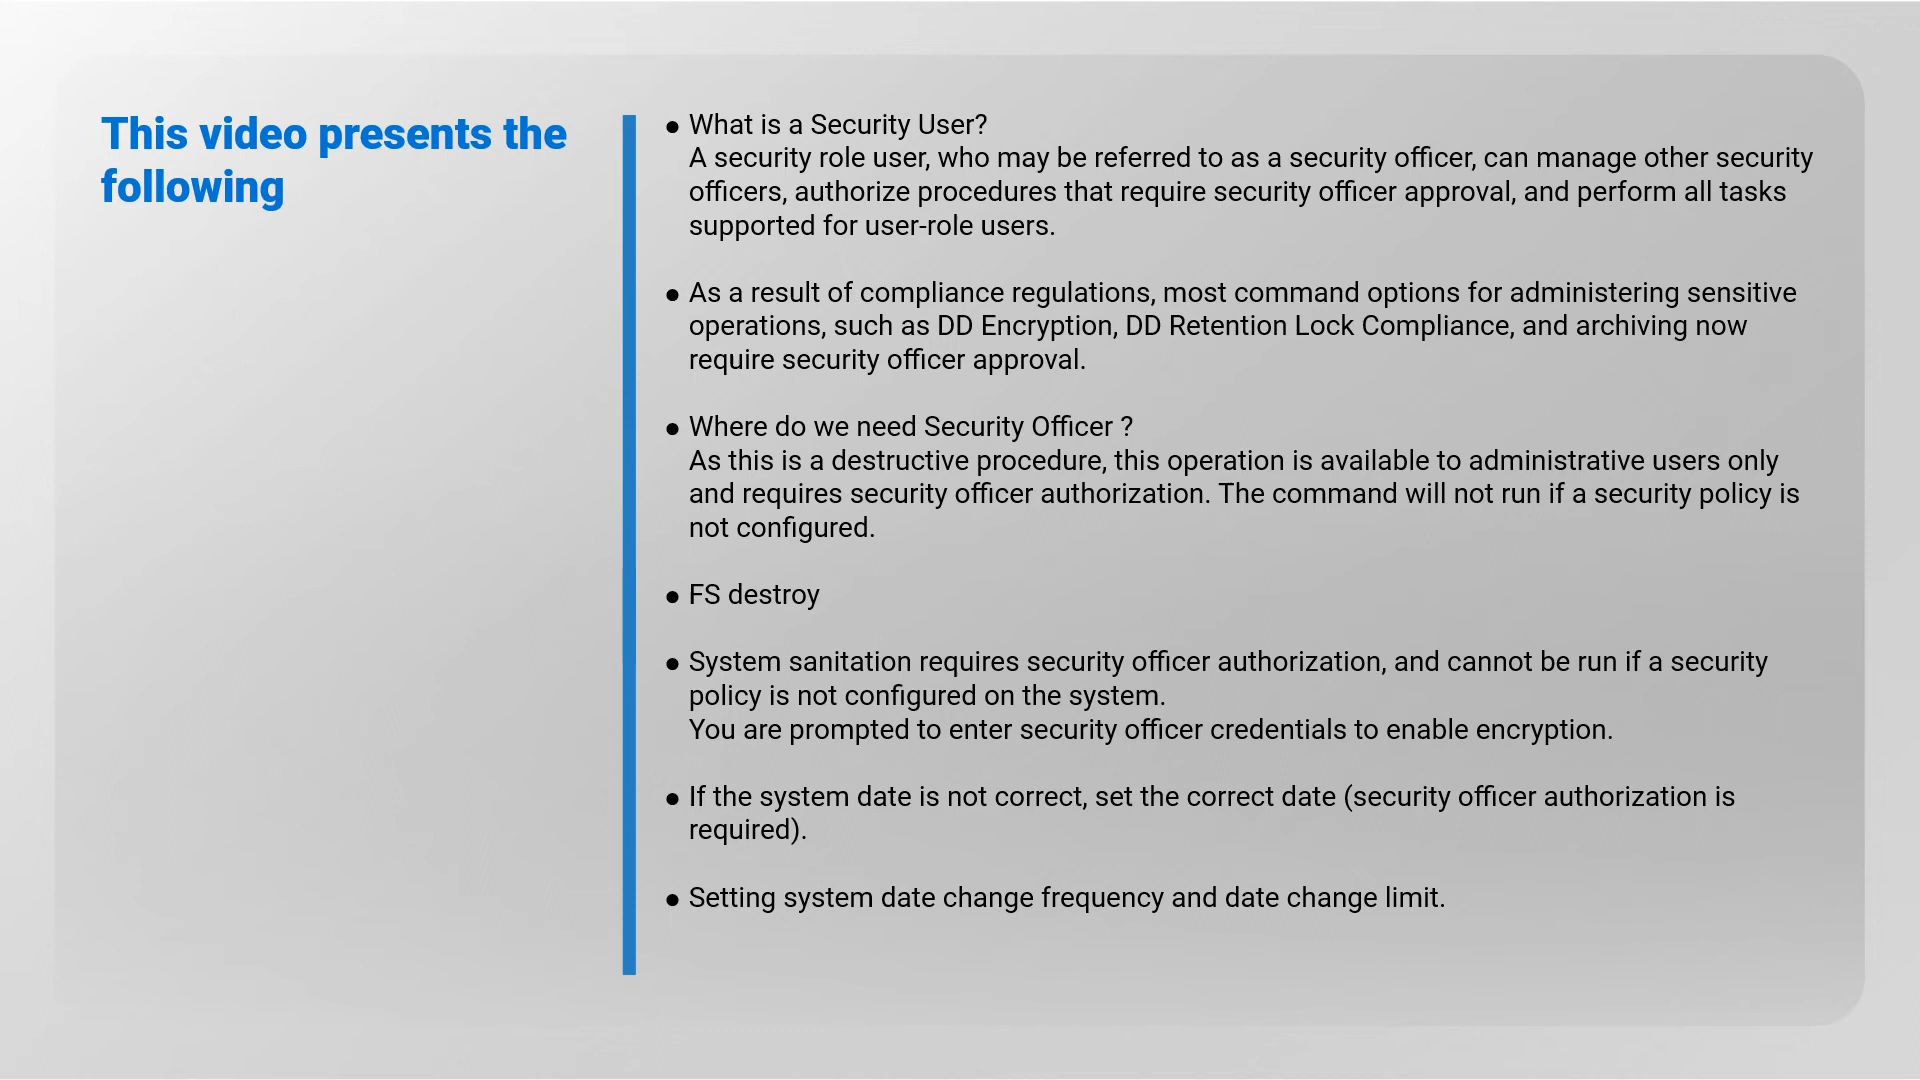 This video presents the
following
● What is a Security User?
A security role user, who may be referred to as a security officer, can manage other security
officers, authorize procedures that require security officer approval, and perform all tasks
supported for user-role users.
● As a result of compliance regulations, most command options for administering sensitive
operations, such as DD Encryption, DD Retention Lock Compliance, and archiving now
require security officer approval.
● Where do we need Security Officer ?
As this is a destructive procedure, this operation is available to administrative users only
and requires security officer authorization. The command will not run if a security policy is
not configured.
● FS destroy
● System sanitation requires security officer authorization, and cannot be run if a security
policy is not configured on the system.
You are prompted to enter security officer credentials to enable encryption.
● If the system date is not correct, set the correct date (security officer authorization is
required).
● Setting system date change frequency and date change limit.